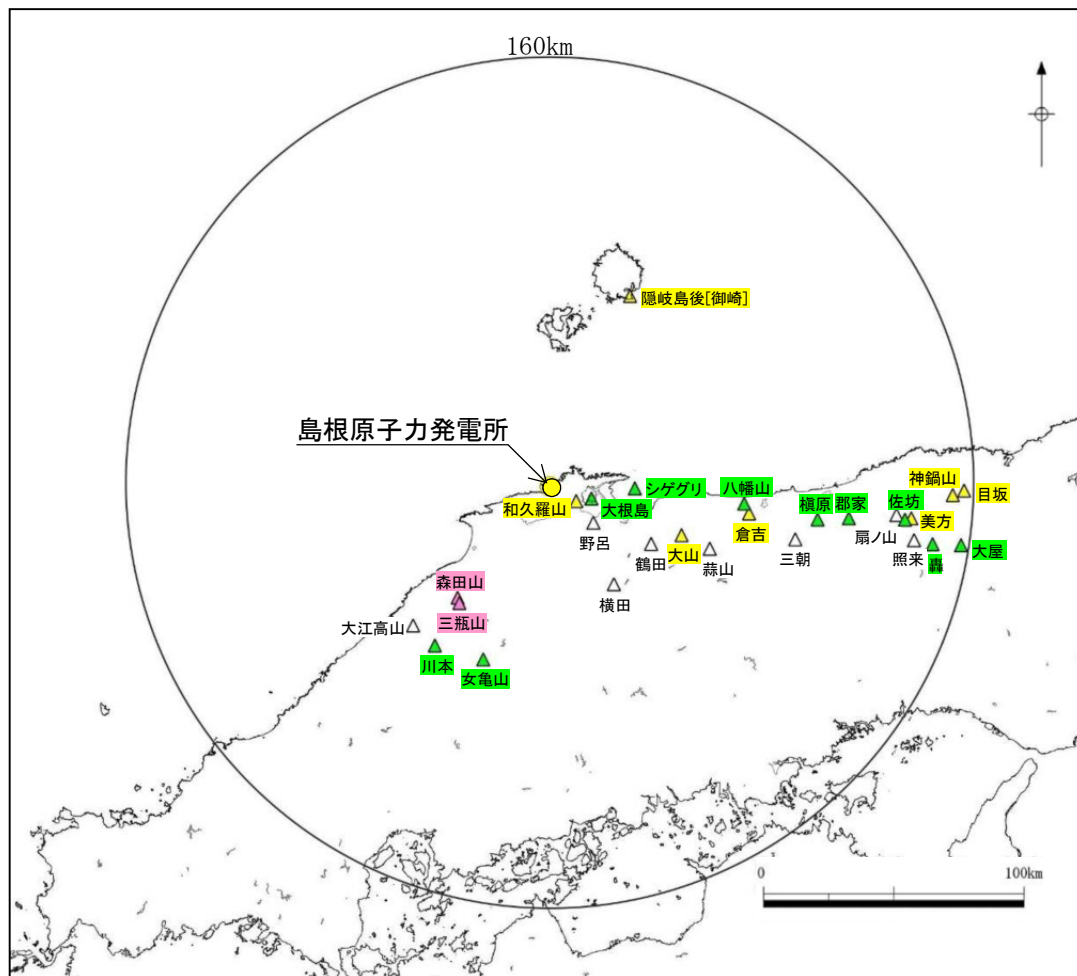 160km
隠岐島後[御崎]
島根原子力発電所
シゲグリ
八幡山
神鍋山
目坂
和久羅山
大根島
槇原
郡家
佐坊
美方
倉吉
野呂
扇ノ山
鶴田
大山
蒜山
三朝
照来
轟
大屋
横田
森田山
三瓶山
大江高山
川本
女亀山
0
100km